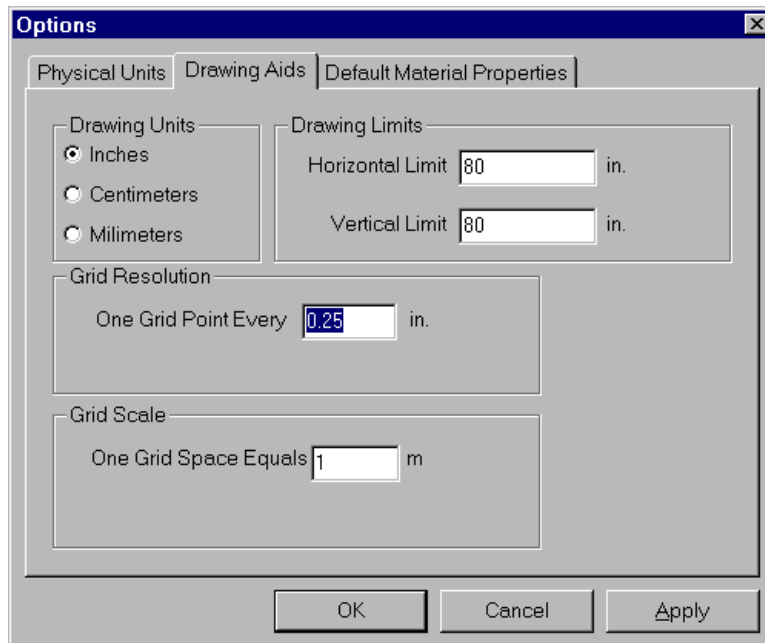 Options
Physical Units Drawing Aids Default Material Properties
Drawing Units
Inches
Centimeters
Milimeters
Drawing Limits
Horizontal Limit 80 in.
Vertical Limit 80 in.
Grid Resolution
One Grid Point Every 0.25 in.
Grid Scale
One Grid Space Equals 1 m
OK Cancel Apply